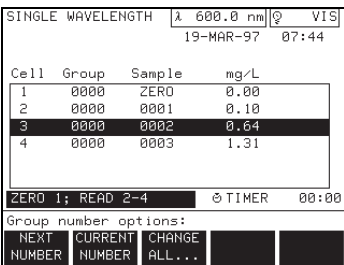 SINGLE WAVELENGTH λ 600.0 nm VIS
19-MAR-97 07:44
Cell Group Sample mg/L
1 0000 ZERO 0.00
2 0000 0001 0.10
3 0000 0002 0.64
4 0000 0003 1.31
ZERO 1; READ 2-4 TIMER 00:00
Group number options:
NEXT CURRENT CHANGE
NUMBER NUMBER ALL...